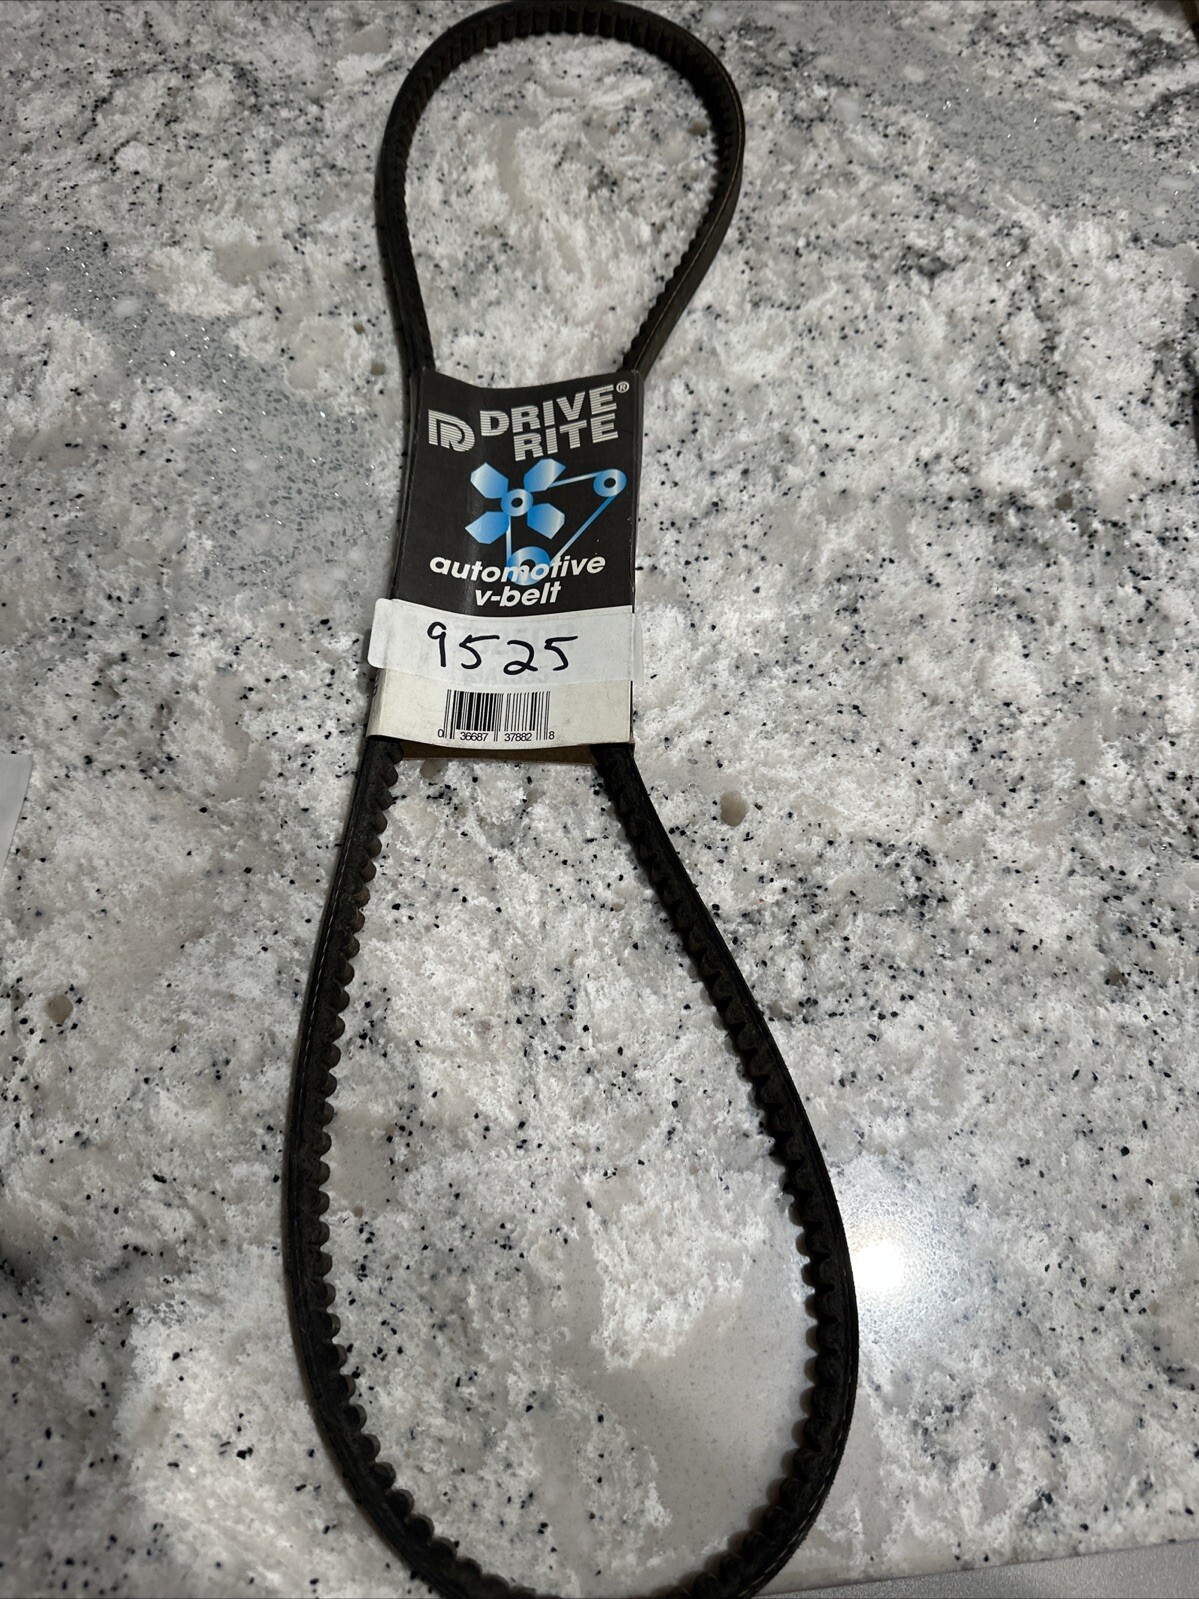 DRIVE®
RITE
automotive
v-belt
9525
0 36687 37882 8